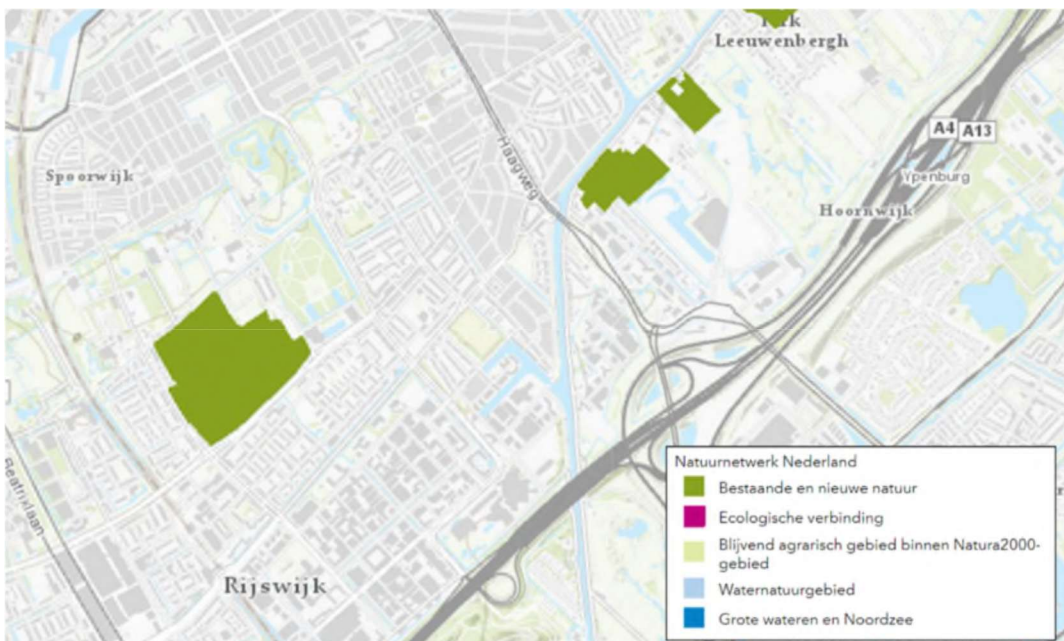 Leeuwenbergh
A4
A13
Ypenburg
Hoornwijk
Spoorwijk
Haagweg
Beatrixlaan
Rijswijk
Natuurnetwerk Nederland
Bestaande en nieuwe natuur
Ecologische verbinding
Blijvend agrarisch gebied binnen Natura2000-
gebied
Waternatuurgebied
Grote wateren en Noordzee